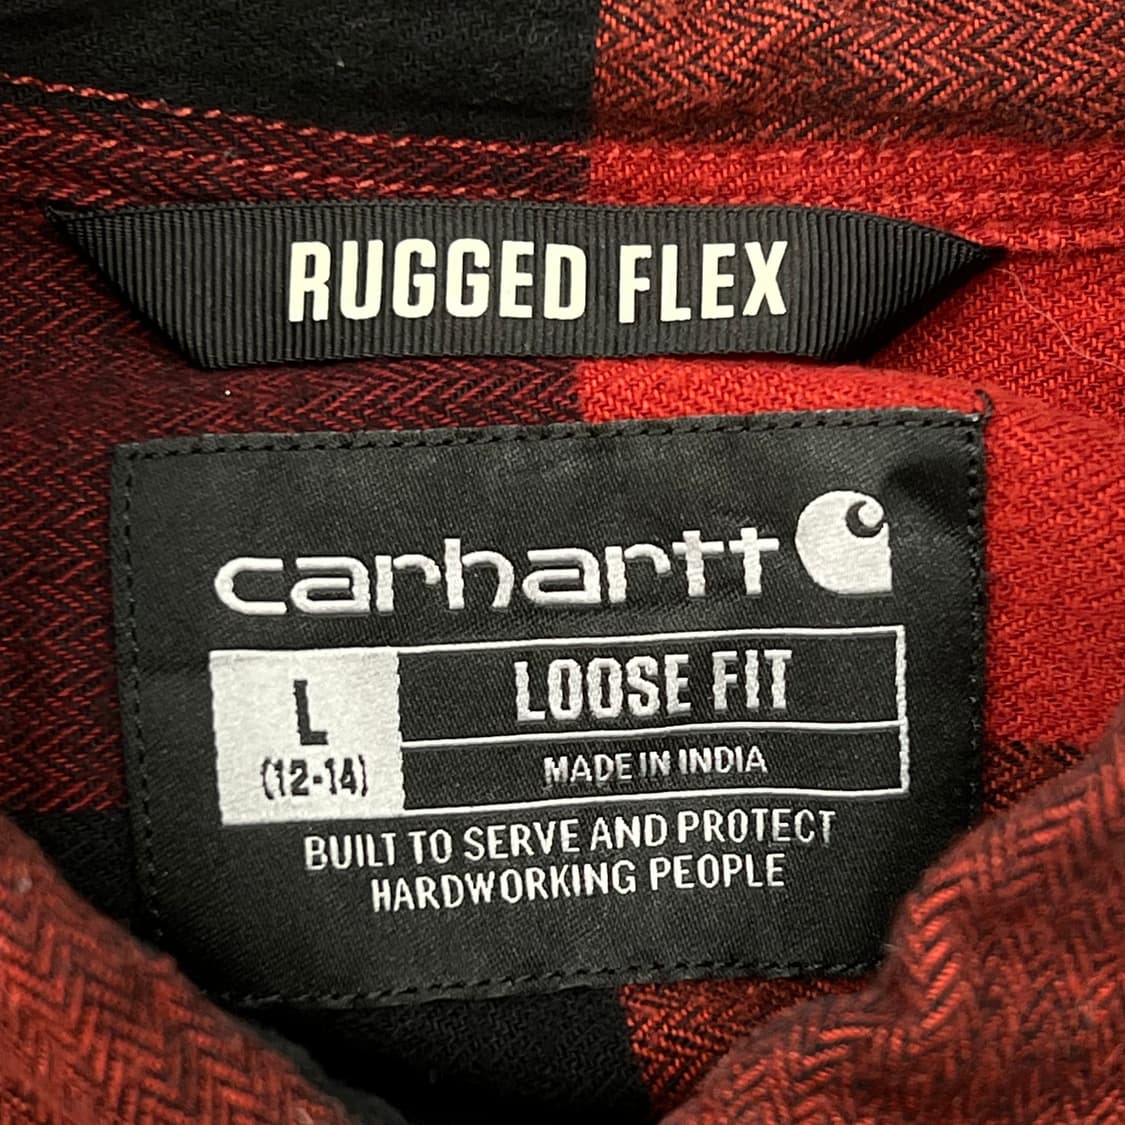 RUGGED FLEX
carhartt
L
(12-14)
LOOSE FIT
MADE IN INDIA
BUILT TO SERVE AND PROTECT
HARDWORKING PEOPLE